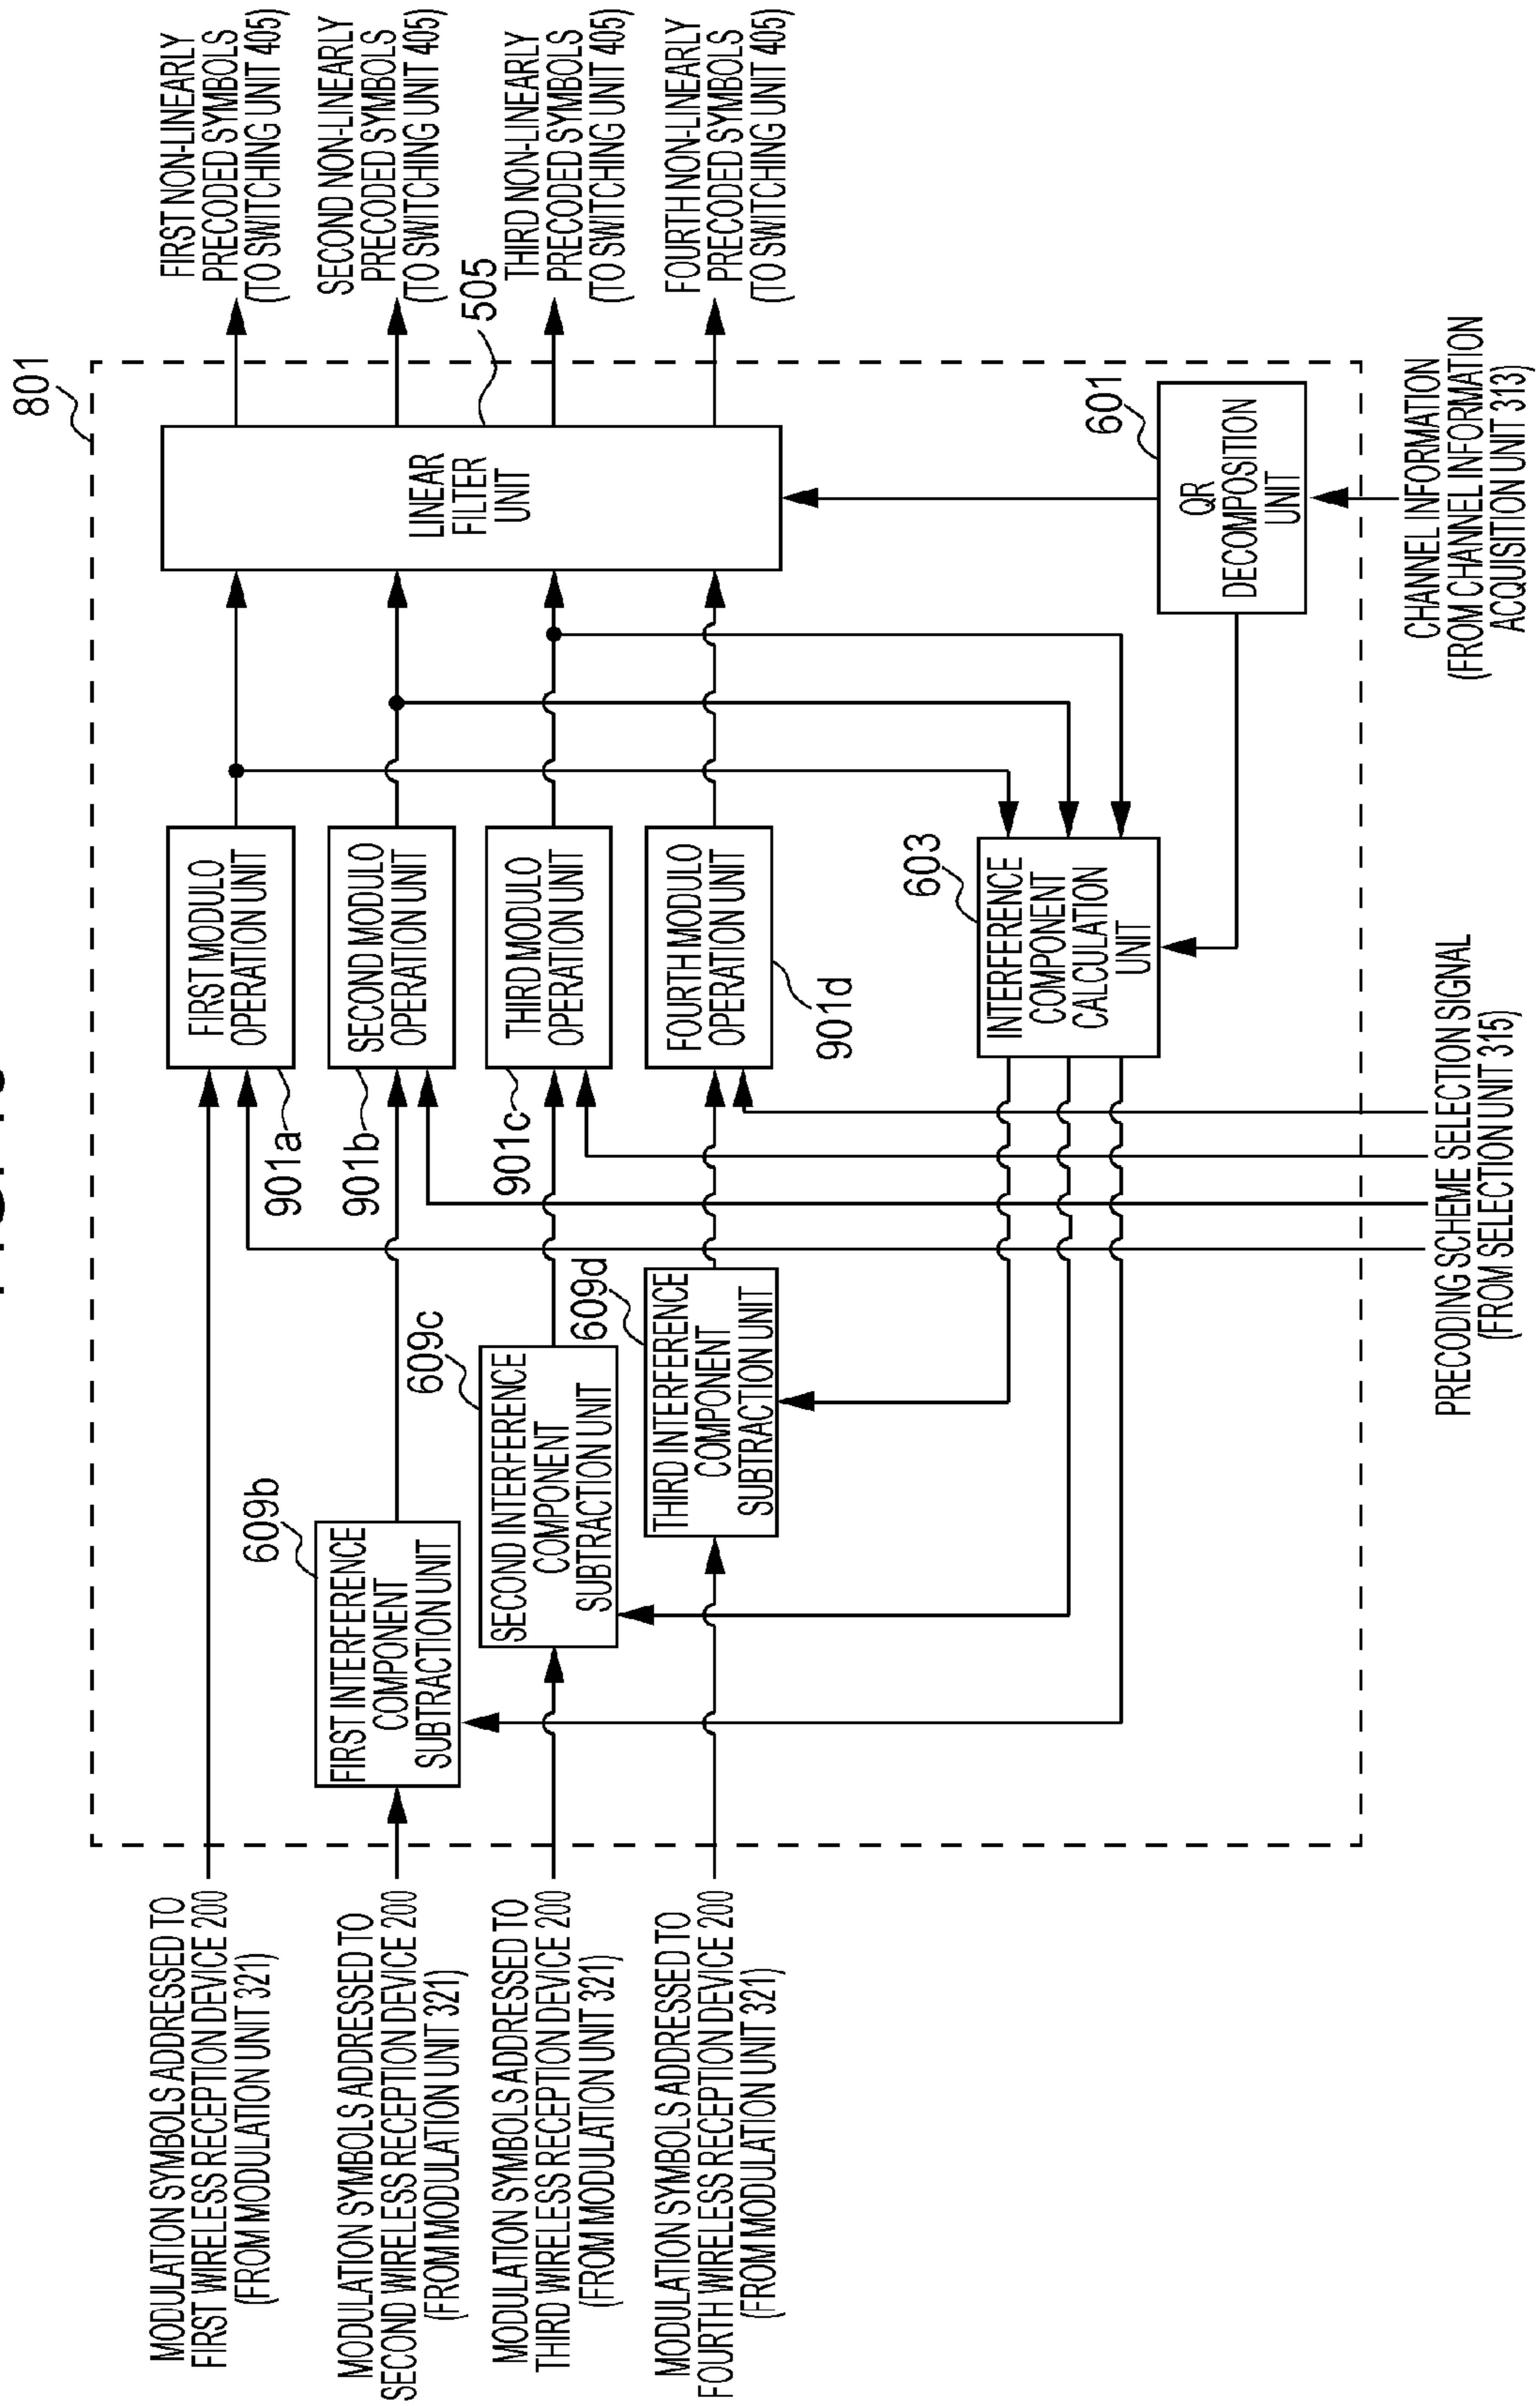 801
MODULATION SYMBOLS ADDRESSED TO
FIRST WIRELESS RECEPTION DEVICE 200
(FROM MODULATION UNIT 321)
MODULATION SYMBOLS ADDRESSED TO
SECOND WIRELESS RECEPTION DEVICE 200
(FROM MODULATION UNIT 321)
MODULATION SYMBOLS ADDRESSED TO
THIRD WIRELESS RECEPTION DEVICE 200
(FROM MODULATION UNIT 321)
MODULATION SYMBOLS ADDRESSED TO
FOURTH WIRELESS RECEPTION DEVICE 200
(FROM MODULATION UNIT 321)
609b
FIRST INTERFERENCE
COMPONENT
SUBTRACTION UNIT
609c
SECOND INTERFERENCE
COMPONENT
SUBTRACTION UNIT
609d
THIRD INTERFERENCE
COMPONENT
SUBTRACTION UNIT
FIRST MODULO
OPERATION UNIT
901a
SECOND MODULO
OPERATION UNIT
901b
THIRD MODULO
OPERATION UNIT
901c
FOURTH MODULO
OPERATION UNIT
901d
603
INTERFERENCE
COMPONENT
CALCULATION
UNIT
LINEAR
FILTER
UNIT
505
601
QR
DECOMPOSITION
UNIT
FIRST NON-LINEARLY
PRECODED SYMBOLS
(TO SWITCHING UNIT 405)
SECOND NON-LINEARLY
PRECODED SYMBOLS
(TO SWITCHING UNIT 405)
THIRD NON-LINEARLY
PRECODED SYMBOLS
(TO SWITCHING UNIT 405)
FOURTH NON-LINEARLY
PRECODED SYMBOLS
(TO SWITCHING UNIT 405)
PRECODING SCHEME SELECTION SIGNAL
(FROM SELECTION UNIT 315)
CHANNEL INFORMATION
(FROM CHANNEL INFORMATION
ACQUISITION UNIT 313)